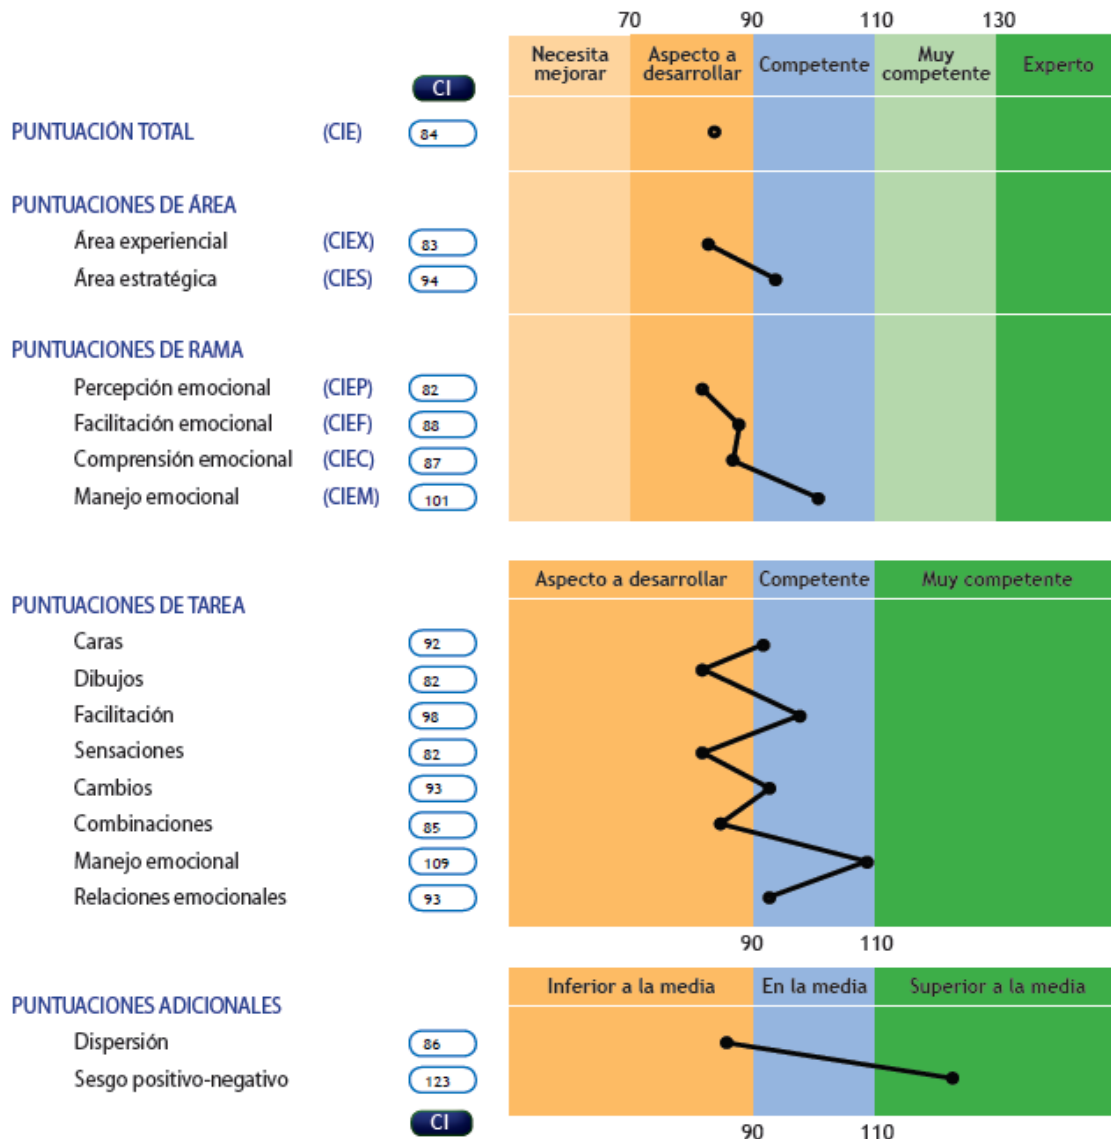 70 90 110 130
Necesita mejorar Aspecto a desarrollar Competente Muy competente Experto
CI
PUNTUACIÓN TOTAL (CIE) 84
PUNTUACIONES DE ÁREA
Área experiencial (CIEX) 83
Área estratégica (CIES) 94
PUNTUACIONES DE RAMA
Percepción emocional (CIEP) 82
Facilitación emocional (CIEF) 88
Comprensión emocional (CIEC) 87
Manejo emocional (CIEM) 101
Aspecto a desarrollar Competente Muy competente
PUNTUACIONES DE TAREA
Caras 92
Dibujos 82
Facilitación 98
Sensaciones 82
Cambios 93
Combinaciones 85
Manejo emocional 109
Relaciones emocionales 93
90 110
Inferior a la media En la media Superior a la media
PUNTUACIONES ADICIONALES
Dispersión 86
Sesgo positivo-negativo 123
CI
90 110